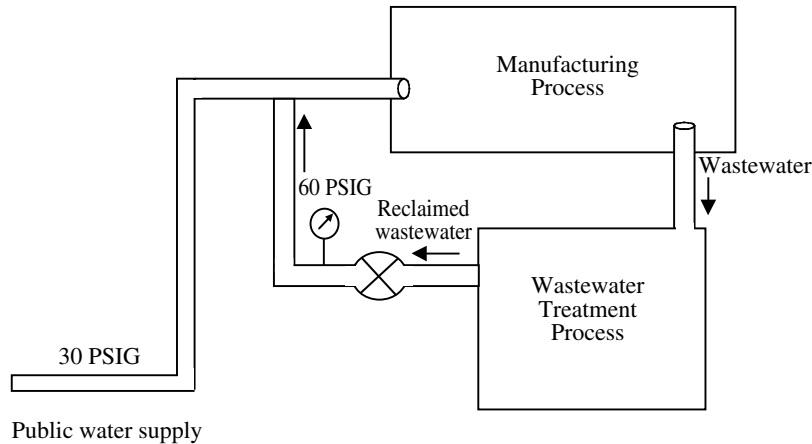 Manufacturing
Process
Wastewater
60 PSIG
Reclaimed
wastewater
Wastewater
Treatment
Process
30 PSIG
Public water supply